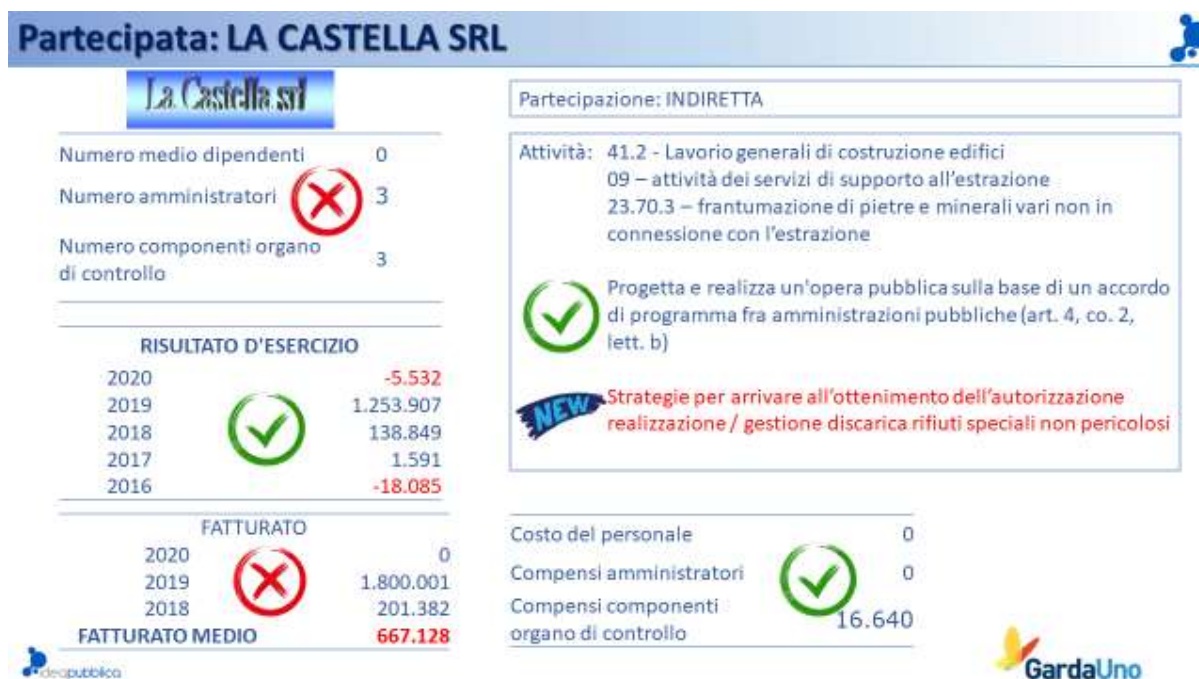 Partecipata: LA CASTELLA SRL
La Castella srl
Numero medio dipendenti 0
Numero amministratori 3
Numero componenti organo
di controllo 3
RISULTATO D'ESERCIZIO
2020 -5.532
2019 1.253.907
2018 138.849
2017 1.591
2016 -18.085
FATTURATO
2020 0
2019 1.800.001
2018 201.382
FATTURATO MEDIO 667.128
Partecipazione: INDIRETTA
Attività: 41.2 - Lavorio generali di costruzione edifici
09 – attività dei servizi di supporto all'estrazione
23.70.3 – frantumazione di pietre e minerali vari non in
connessione con l'estrazione
Progetta e realizza un'opera pubblica sulla base di un accordo
di programma fra amministrazioni pubbliche (art. 4, co. 2,
lett. b)
NEW
Strategie per arrivare all'ottenimento dell'autorizzazione
realizzazione / gestione discarica rifiuti speciali non pericolosi
Costo del personale 0
Compensi amministratori 0
Compensi componenti
organo di controllo 16.640
ideapubblica
GardaUno